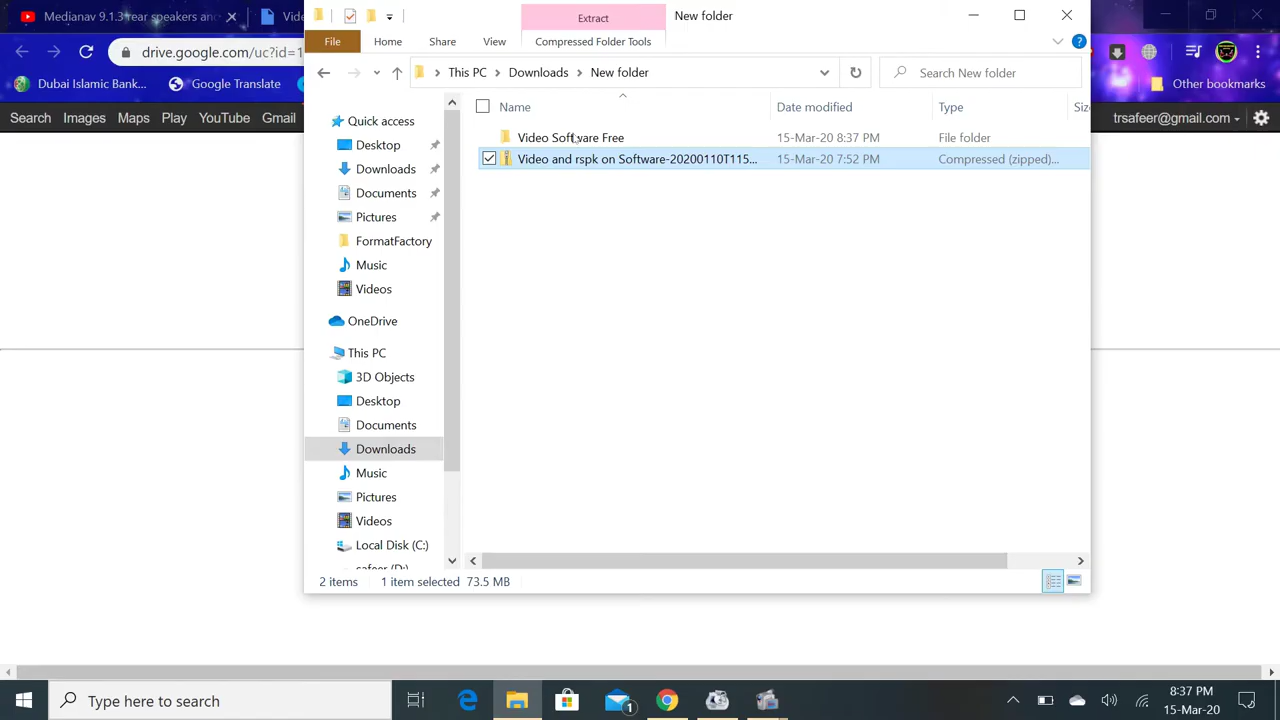 Medianav 9.1.3 rear speakers and
Vide
Extract
New folder
File
Home
Share
View
Compressed Folder Tools
drive.google.com/uc?id=1
This PC
Downloads
New folder
Search New folder
Dubai Islamic Bank...
Google Translate
Other bookmarks
Search
Images
Maps
Play
YouTube
Gmail
trsafeer@gmail.com
Name
Date modified
Type
Siz
Video Software Free
15-Mar-20 8:37 PM
File folder
Video and rspk on Software-20200110T115...
15-Mar-20 7:52 PM
Compressed (zipped)...
Quick access
Desktop
Downloads
Documents
Pictures
FormatFactory
Music
Videos
OneDrive
This PC
3D Objects
Desktop
Documents
Downloads
Music
Pictures
Videos
Local Disk (C:)
safeer (D:)
2 items
1 item selected 73.5 MB
Type here to search
1
8:37 PM
15-Mar-20